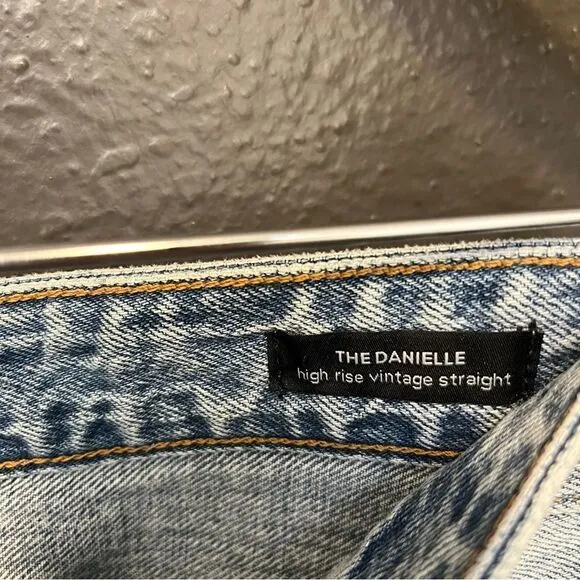 THE DANIELLE
high rise vintage straight